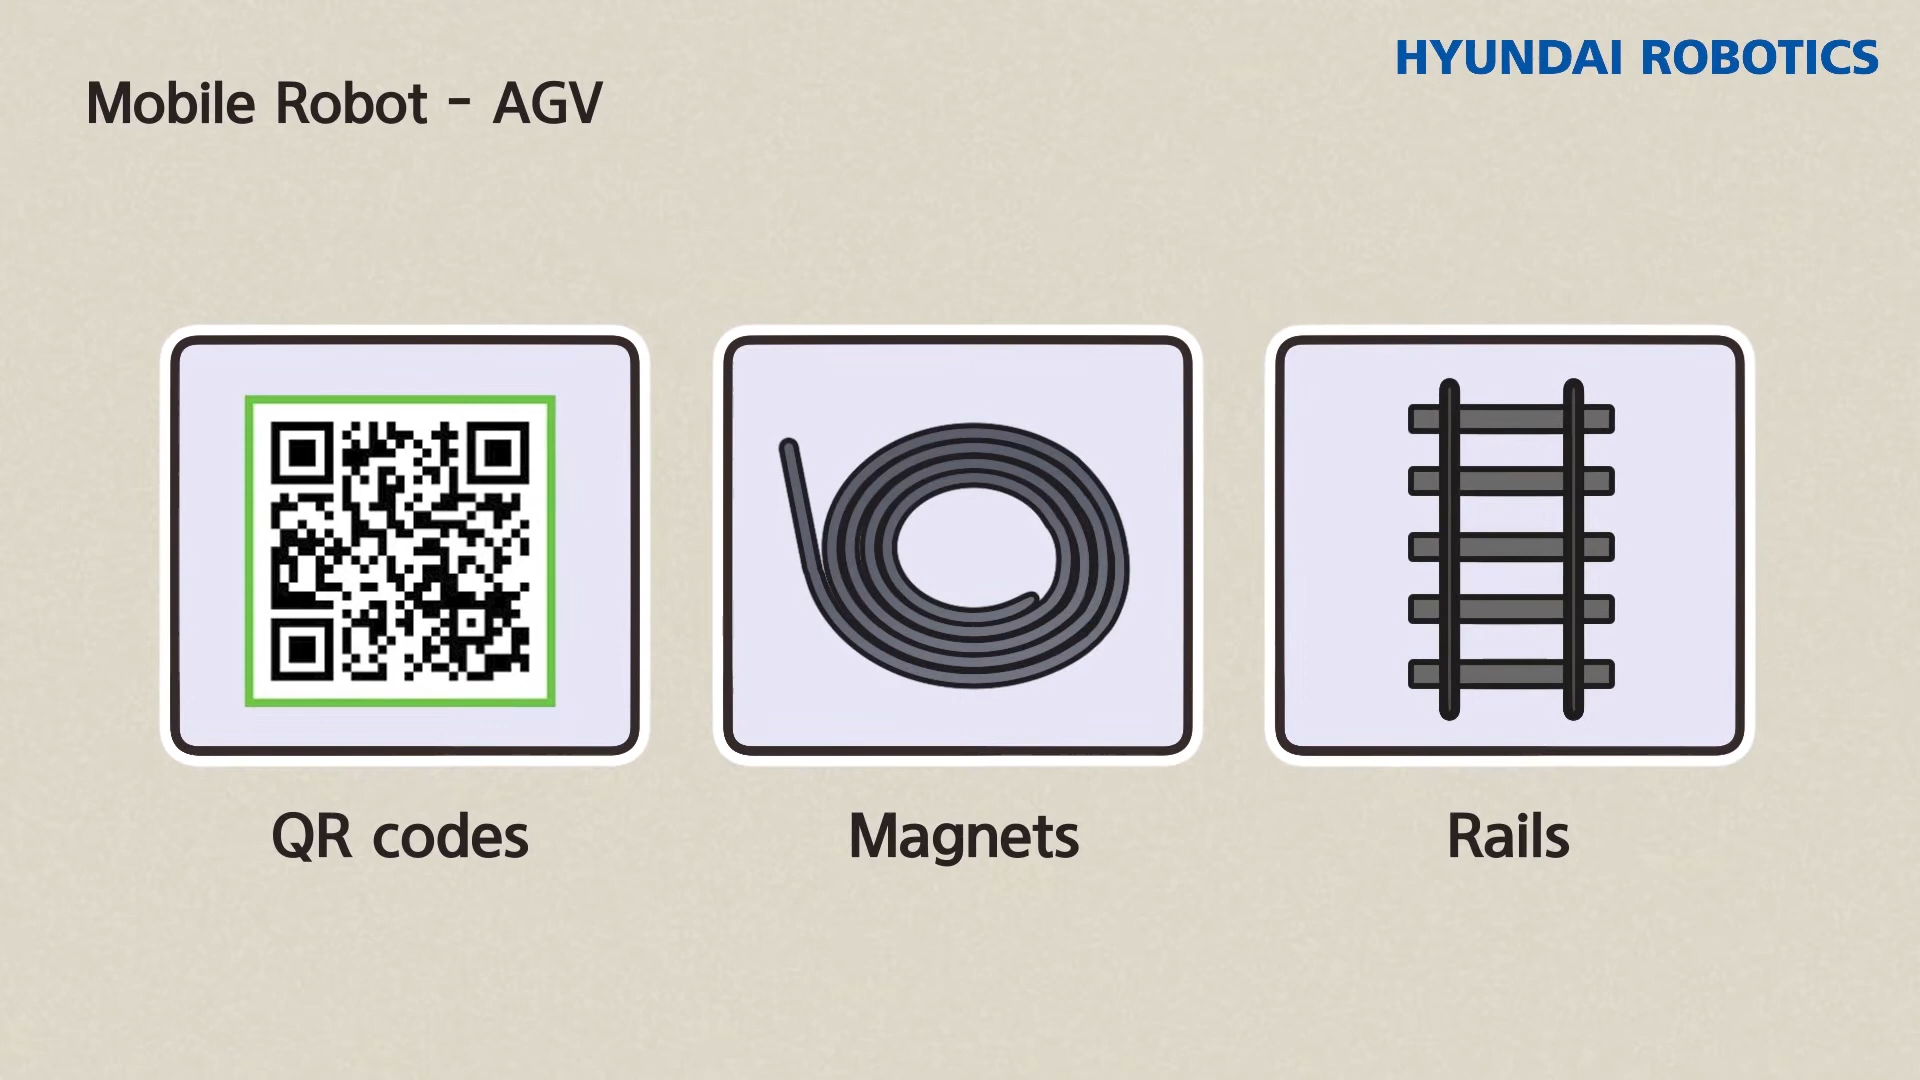 HYUNDAI ROBOTICS
Mobile Robot - AGV
QR codes
Magnets
Rails